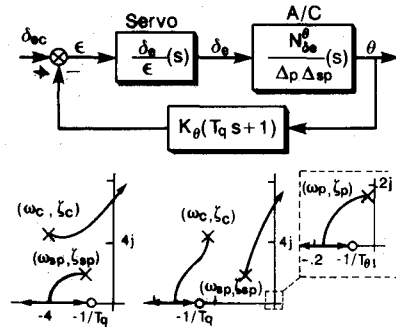 Servo
A/C
δec
ϵ
δe/ϵ (s)
δe
N^θ_δe / Δp Δsp (s)
θ
+
−
Kθ(Tq s+1)
(ωc, ζc)
(ωsp, ζsp)
4j
-4
-1/Tq
(ωc, ζc)
(ωsp, ζsp)
4j
-1/Tq
(ωp, ζp)
.2j
-.2
-1/Tθ1